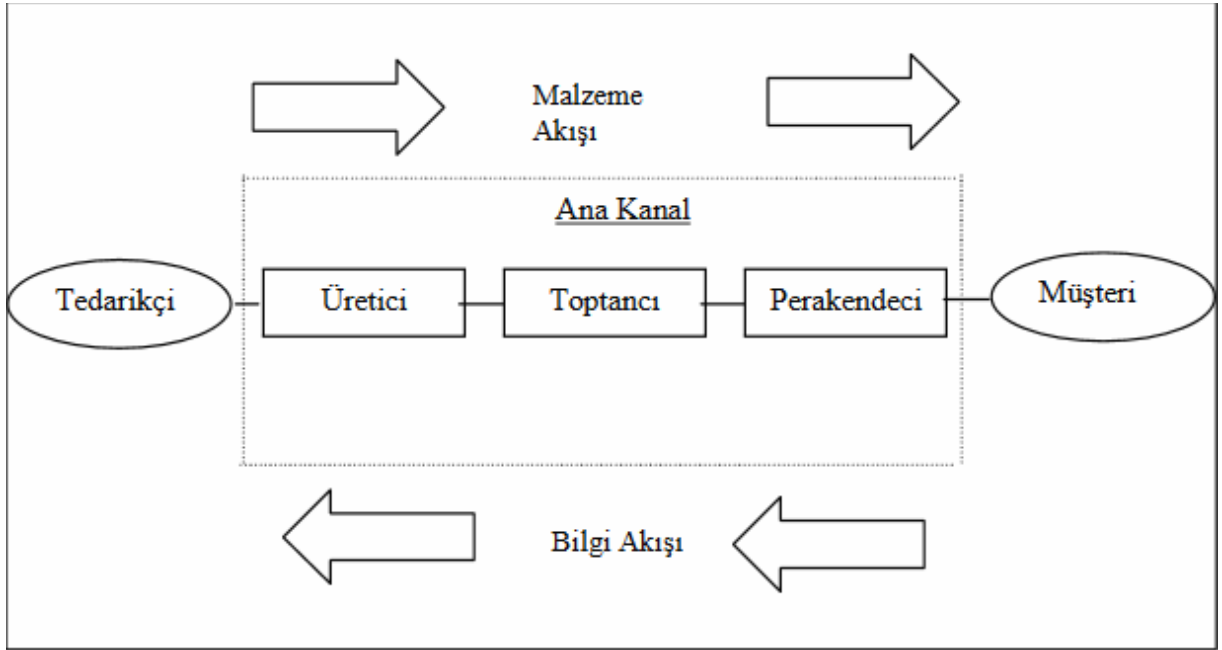 Malzeme
Akışı
Ana Kanal
Tedarikçi
Üretici
Toptancı
Perakendeci
Müşteri
Bilgi Akışı